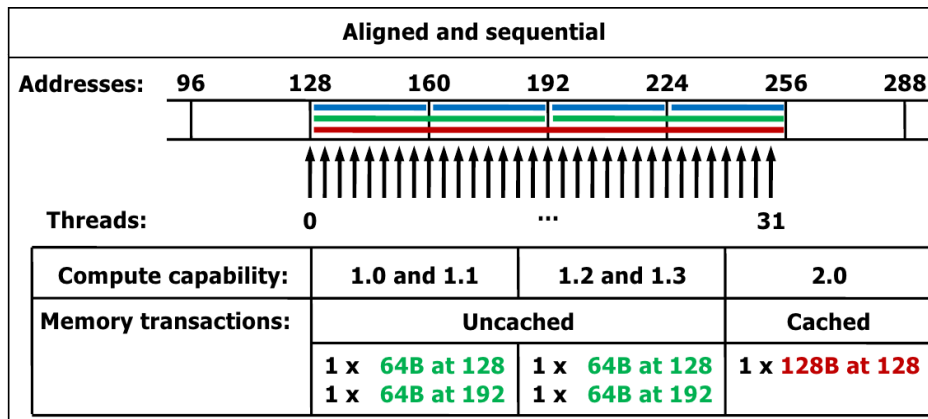 Aligned and sequential
Addresses: 96 128 160 192 224 256 288
Threads: 0 ... 31
Compute capability: 1.0 and 1.1 1.2 and 1.3 2.0
Memory transactions: Uncached Cached
1 x 64B at 128 1 x 64B at 128 1 x 128B at 128
1 x 64B at 192 1 x 64B at 192